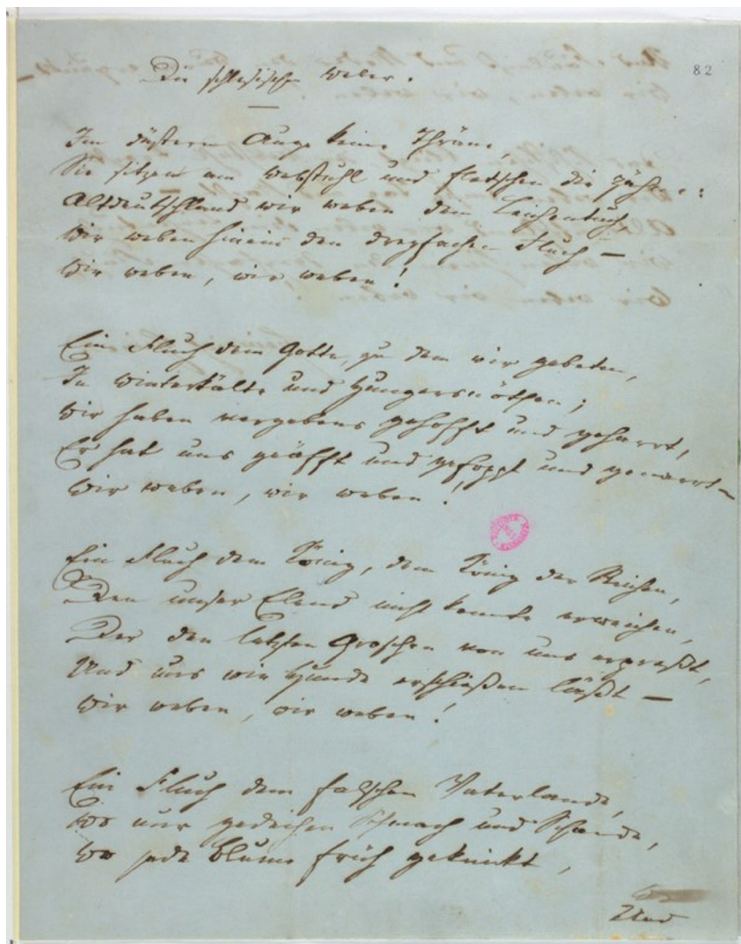 82
Die schlesischen Weber.
Im düstern Auge keine Thräne,
Sie sitzen am Webstuhl und fletschen die Zähne:
Altdeutschland wir weben dein Leichentuch,
Wir weben hinein den dreyfachen Fluch –
Wir weben, wir weben!
Ein Fluch dem Gotte, zu dem wir gebeten,
In Winterkälte und Hungersnöthen;
Wir haben vergebens gehofft und geharrt,
Er hat uns geäfft und gefoppt und genarrt –
Wir weben, wir weben!
Ein Fluch dem König, dem König der Reichen,
Den unser Elend nicht konnte erweichen,
Der den letzten Groschen von uns erpreßt,
Und uns wie Hunde erschießen läßt –
Wir weben, wir weben!
Ein Fluch dem falschen Vaterlande,
Wo nur gedeihen Schmach und Schande,
Wo jede Blume früh geknickt,
Und